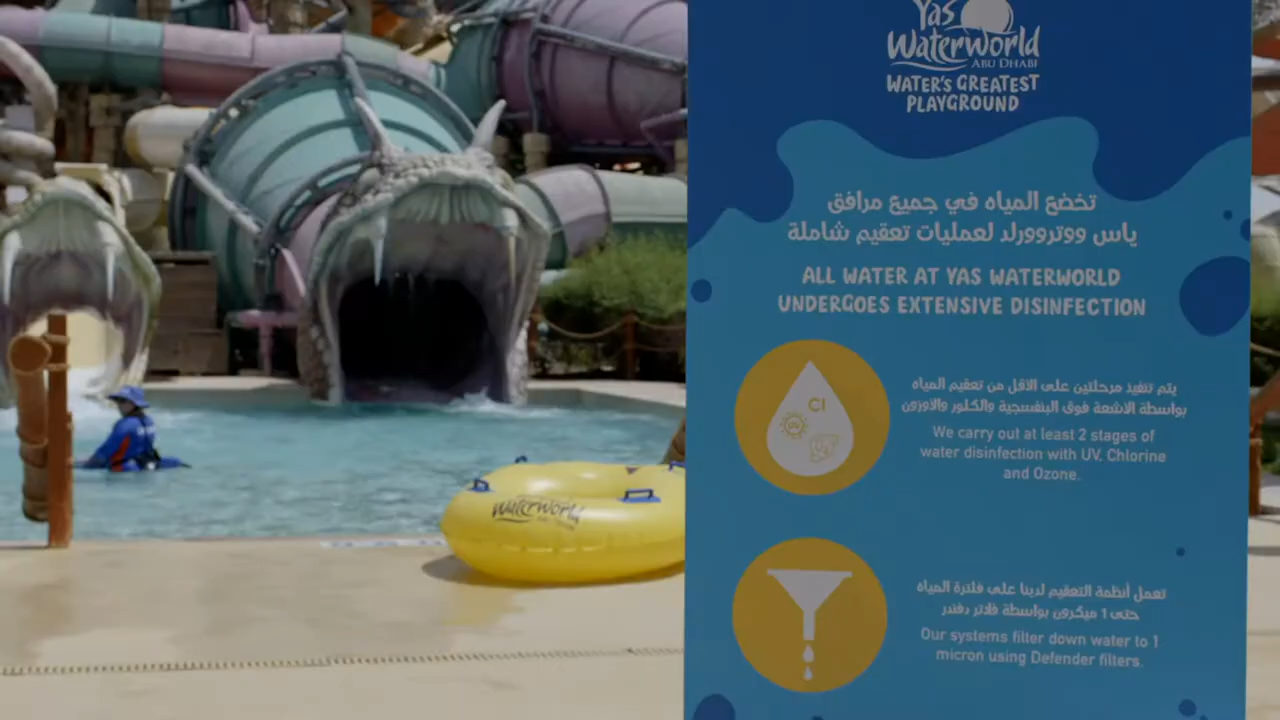 Yas
Waterworld
ABU DHABI
WATER'S GREATEST
PLAYGROUND
تخضع المياه في جميع مرافق
ياس ووتروورلد لعمليات تعقيم شاملة
ALL WATER AT YAS WATERWORLD
UNDERGOES EXTENSIVE DISINFECTION
Cl
يتم تنفيذ مرحلتين على الأقل من تعقيم المياه
بواسطة الأشعة فوق البنفسجية والكلور والأوزون
We carry out at least 2 stages of
water disinfection with UV, Chlorine
and Ozone.
تعمل أنظمة التعقيم لدينا على فلترة المياه
حتى 1 ميكرون بواسطة فلاتر دفندر
Our systems filter down water to 1
micron using Defender filters.
Waterworld